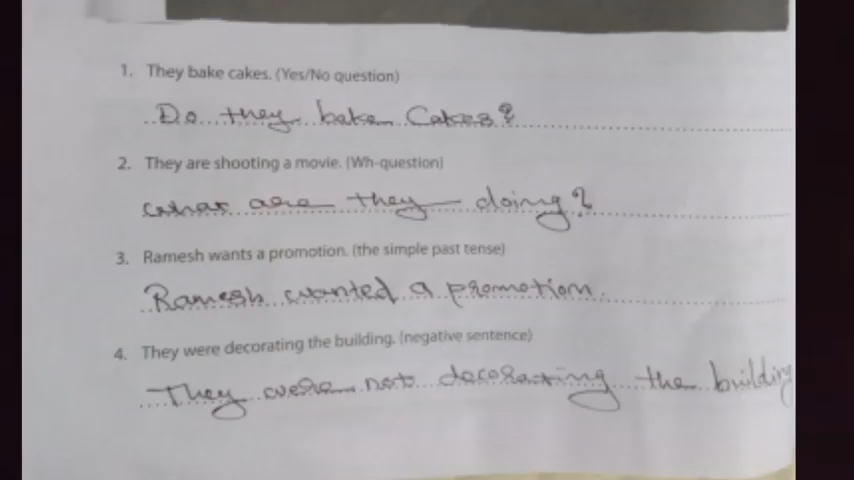 1. They bake cakes. (Yes/No question)
Do they bake Cakes?
2. They are shooting a movie. (Wh-question)
what are they doing?
3. Ramesh wants a promotion. (the simple past tense)
Ramesh wanted a promotion.
4. They were decorating the building. (negative sentence)
They were not decorating the building